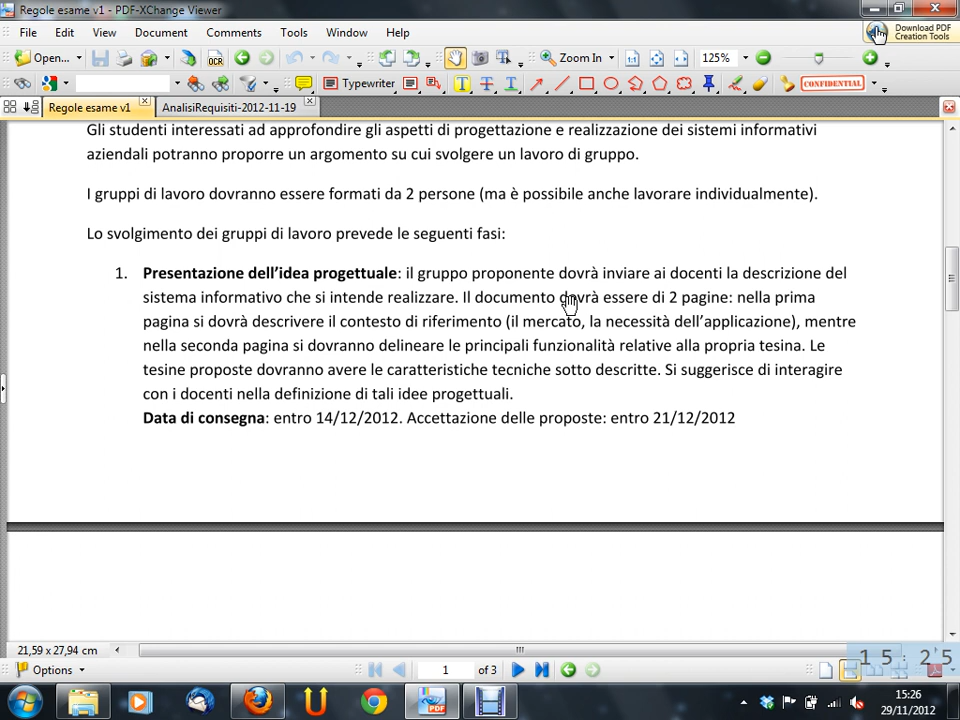 Regole esame v1 - PDF-XChange Viewer
File Edit View Document Comments Tools Window Help
Download PDF
Creation Tools
Open... OCR Zoom In 125%
Typewriter T T T CONFIDENTIAL
Regole esame v1 AnalisiRequisiti-2012-11-19
Gli studenti interessati ad approfondire gli aspetti di progettazione e realizzazione dei sistemi informativi
aziendali potranno proporre un argomento su cui svolgere un lavoro di gruppo.
I gruppi di lavoro dovranno essere formati da 2 persone (ma è possibile anche lavorare individualmente).
Lo svolgimento dei gruppi di lavoro prevede le seguenti fasi:
1. Presentazione dell'idea progettuale: il gruppo proponente dovrà inviare ai docenti la descrizione del
sistema informativo che si intende realizzare. Il documento dovrà essere di 2 pagine: nella prima
pagina si dovrà descrivere il contesto di riferimento (il mercato, la necessità dell'applicazione), mentre
nella seconda pagina si dovranno delineare le principali funzionalità relative alla propria tesina. Le
tesine proposte dovranno avere le caratteristiche tecniche sotto descritte. Si suggerisce di interagire
con i docenti nella definizione di tali idee progettuali.
Data di consegna: entro 14/12/2012. Accettazione delle proposte: entro 21/12/2012
21,59 x 27,94 cm
15:25
Options 1 of 3
15:26
29/11/2012